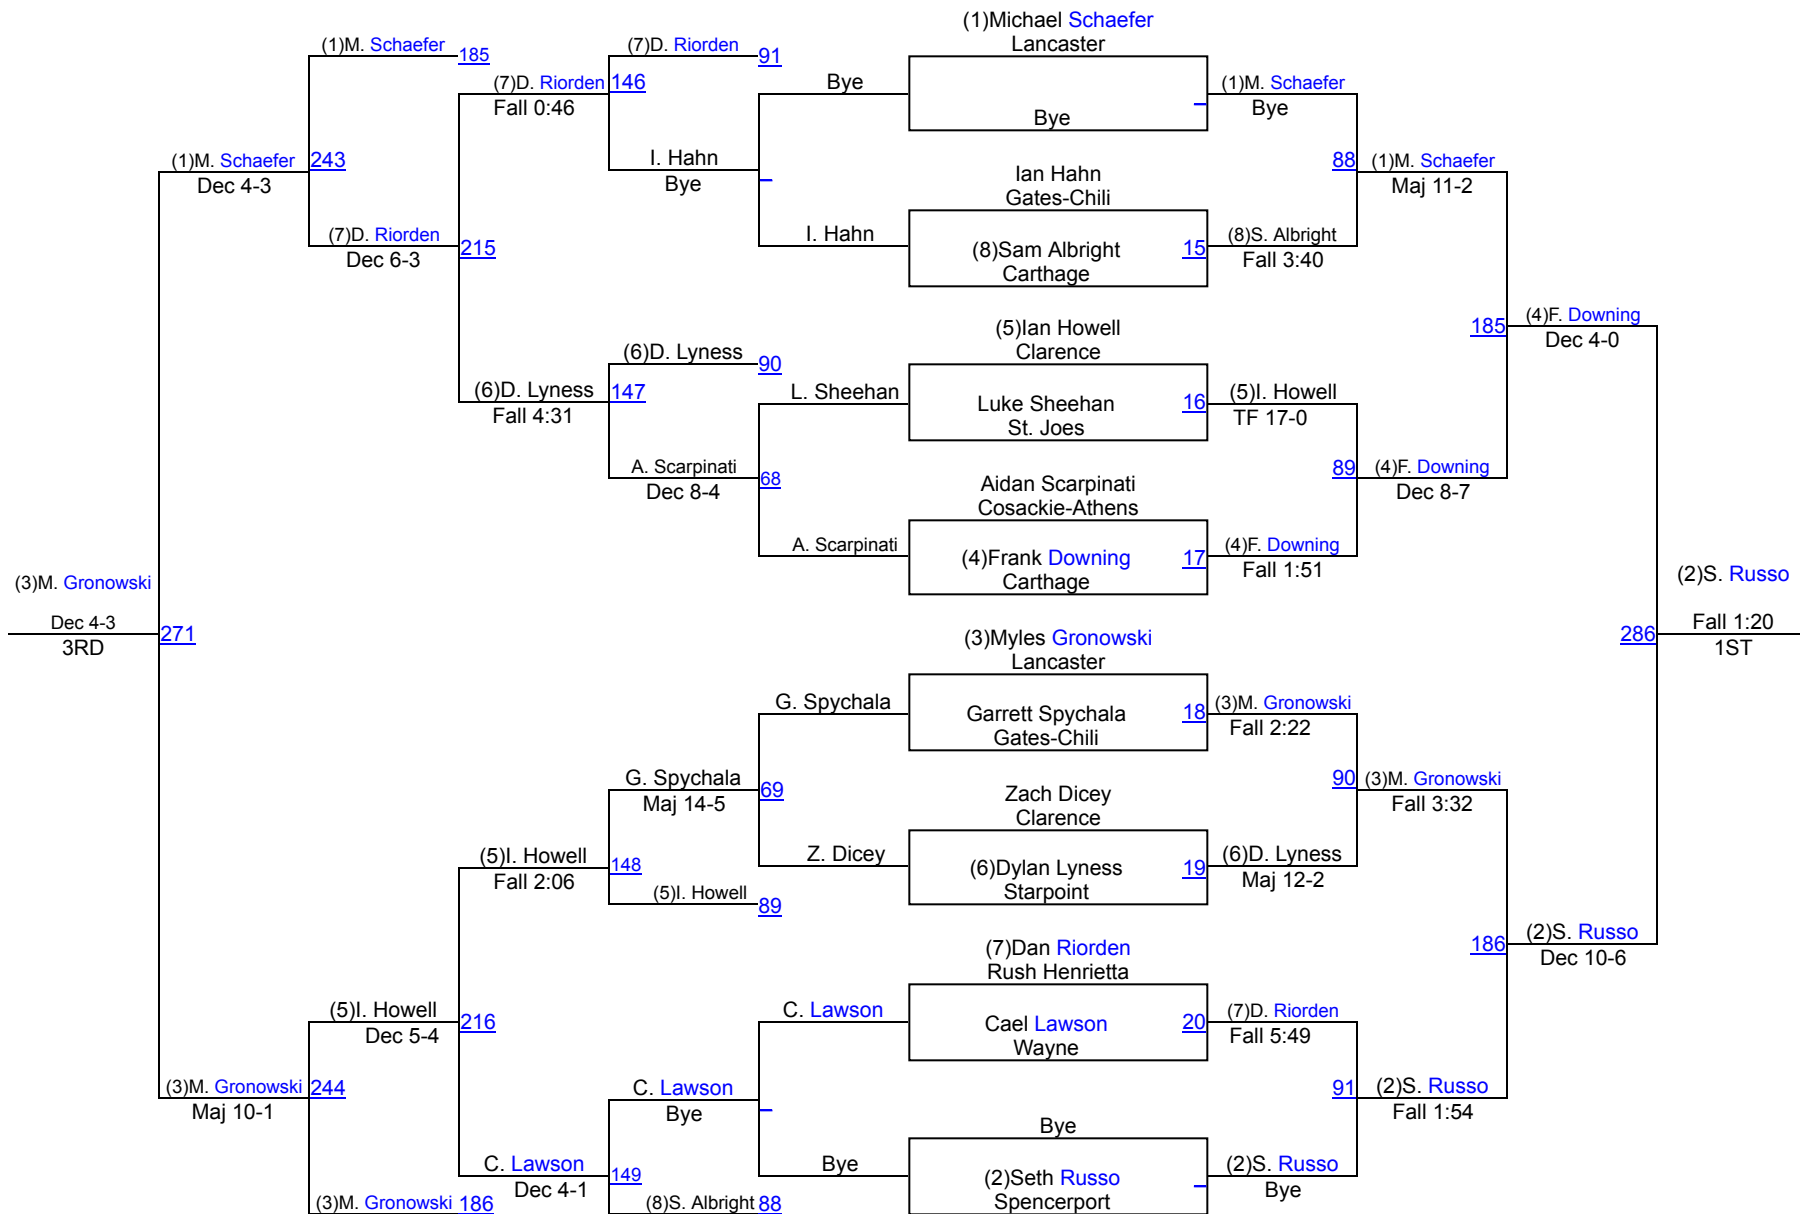 (1)Michael Schaefer
(1)M. Schaefer 185
(7)D. Riorden 91
Lancaster
(7)D. Riorden 146
Fall 0:46
Bye
(1)M. Schaefer
Bye
Bye
(1)M. Schaefer 243
Dec 4-3
I. Hahn
Bye
Ian Hahn
Gates-Chili
88 (1)M. Schaefer
Maj 11-2
(7)D. Riorden 215
Dec 6-3
I. Hahn
(8)Sam Albright 15
Carthage
(8)S. Albright
Fall 3:40
185 (4)F. Downing
Dec 4-0
(5)Ian Howell
Clarence
(6)D. Lyness 90
(6)D. Lyness 147
Fall 4:31
L. Sheehan
Luke Sheehan 16
St. Joes
(5)I. Howell
TF 17-0
A. Scarpinati 68
Dec 8-4
Aidan Scarpinati
Cosackie-Athens
89 (4)F. Downing
Dec 8-7
A. Scarpinati
(4)Frank Downing 17
Carthage
(4)F. Downing
Fall 1:51
(3)M. Gronowski
Dec 4-3
3RD
271
(2)S. Russo
286 Fall 1:20
1ST
(3)Myles Gronowski
Lancaster
G. Spychala
Garrett Spychala 18
Gates-Chili
(3)M. Gronowski
Fall 2:22
G. Spychala 69
Maj 14-5
Zach Dicey
Clarence
90 (3)M. Gronowski
Fall 3:32
(5)I. Howell 148
Fall 2:06
Z. Dicey
(6)Dylan Lyness 19
Starpoint
(6)D. Lyness
Maj 12-2
(5)I. Howell 89
186 (2)S. Russo
Dec 10-6
(7)Dan Riorden
Rush Henrietta
(5)I. Howell 216
Dec 5-4
C. Lawson
Cael Lawson 20
Wayne
(7)D. Riorden
Fall 5:49
(3)M. Gronowski 244
Maj 10-1
C. Lawson
Bye
Bye
91 (2)S. Russo
Fall 1:54
C. Lawson 149
Dec 4-1
Bye
(2)Seth Russo
Spencerport
(2)S. Russo
Bye
(3)M. Gronowski 186
(8)S. Albright 88